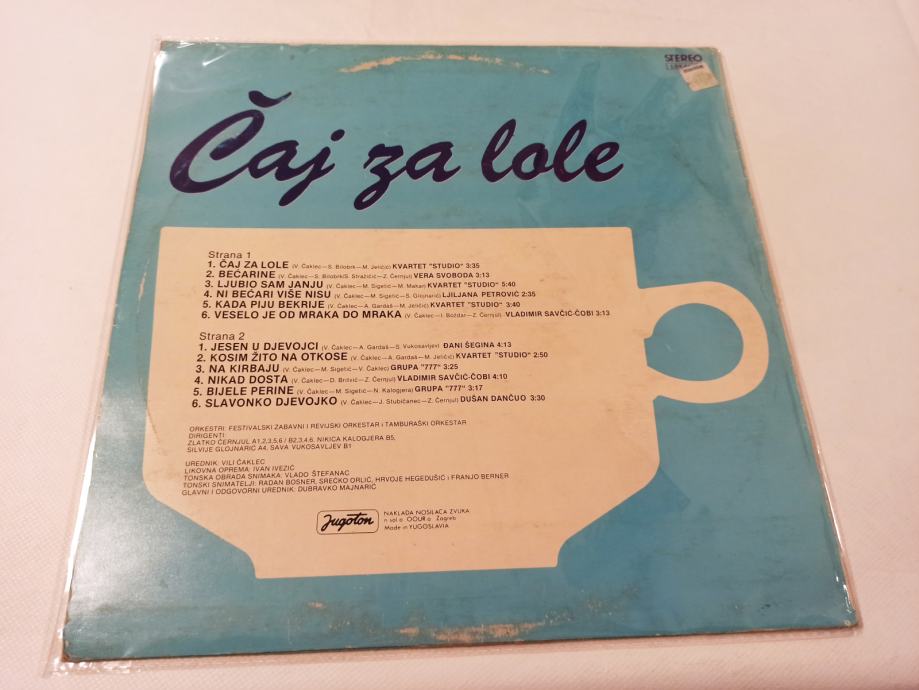 STEREO
Čaj za lole
Strana 1
1. ČAJ ZA LOLE (V. Čaklec—S. Bilobrk—M. Jeličić) KVARTET "STUDIO" 3:35
2. BEĆARINE (V. Čaklec—S. Bilobrk/S. Stražičić—Z. Černjul) VERA SVOBODA 3:13
3. LJUBIO SAM JANJU (V. Čaklec—M. Sigetić—M. Makar) KVARTET "STUDIO" 5:40
4. NI BEĆARI VIŠE NISU (V. Čaklec—M. Sigetić—S. Glojnarić) LJILJANA PETROVIĆ 2:35
5. KADA PIJU BEKRIJE (V. Čaklec—A. Gardaš—M. Jeličić) KVARTET "STUDIO" 3:40
6. VESELO JE OD MRAKA DO MRAKA (V. Čaklec—I. Boždar—Z. Černjul) VLADIMIR SAVČIĆ-ČOBI 3:13
Strana 2
1. JESEN U DJEVOJCI (V. Čaklec—A. Gardaš—S. Vukosavljev) ĐANI ŠEGINA 4:13
2. KOSIM ŽITO NA OTKOSE (V. Čaklec—A. Gardaš—M. Jeličić) KVARTET "STUDIO" 2:50
3. NA KIRBAJU (V. Čaklec—M. Sigetić—V. Čaklec) GRUPA "777" 3:25
4. NIKAD DOSTA (V. Čaklec—D. Britvić—Z. Černjul) VLADIMIR SAVČIĆ-ČOBI 4:10
5. BIJELE PERINE (V. Čaklec—M. Sigetić—N. Kalogjera) GRUPA "777" 3:17
6. SLAVONKO DJEVOJKO (V. Čaklec—J. Stubičanec—Z. Černjul) DUŠAN DANČUO 3:30
ORKESTRI: FESTIVALSKI ZABAVNI I REVIJSKI ORKESTAR i TAMBURAŠKI ORKESTAR
DIRIGENTI:
ZLATKO ČERNJUL A1,2,3,5,6 / B2,3,4,6, NIKICA KALOGJERA B5,
SILVIJE GLOJNARIĆ A4, SAVA VUKOSAVLJEV B1
UREDNIK: VILI ČAKLEC
LIKOVNA OPREMA: IVAN IVEZIĆ
TONSKA OBRADA SNIMAKA: VLADO ŠTEFANAC
TONSKI SNIMATELJI: RADAN BOSNER, SREĆKO ORLIĆ, HRVOJE HEGEDUŠIĆ i FRANJO BERNER
GLAVNI I ODGOVORNI UREDNIK: DUBRAVKO MAJNARIĆ
Jugoton
NAKLADA NOSILACA ZVUKA
n sol o OOUR o Zagreb
Made in YUGOSLAVIA